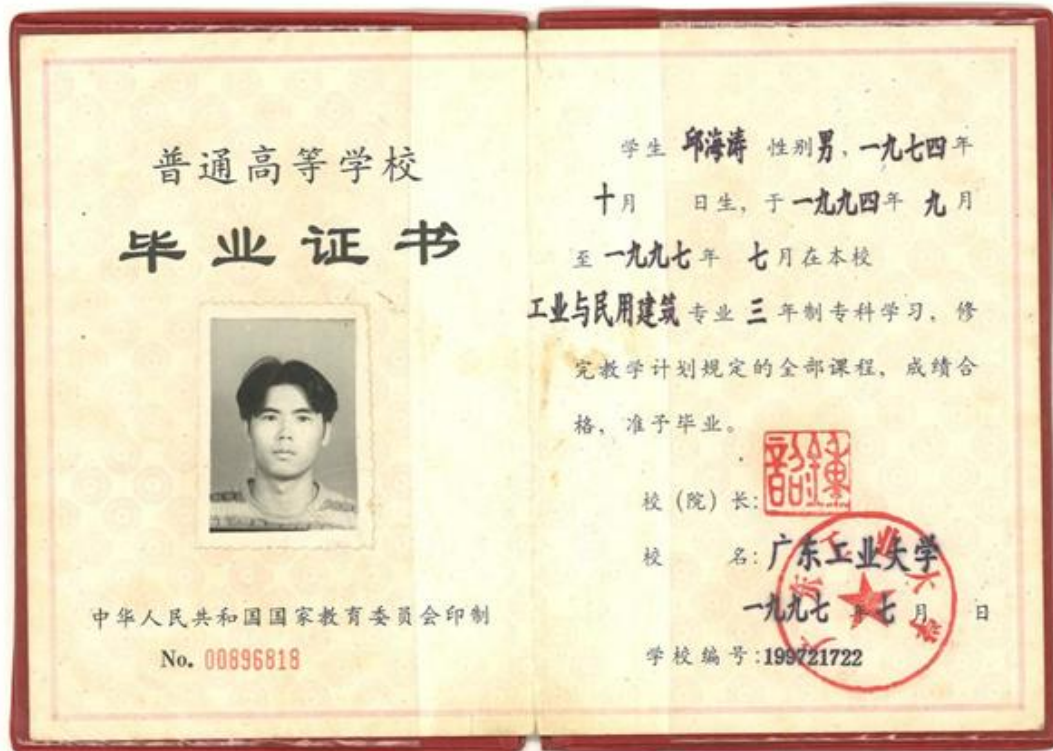 普通高等学校
毕业证书
中华人民共和国国家教育委员会印制
No. 00896818
学生 邱海涛 性别男，一九七四年
十月 日生，于一九九四年 九月
至一九九七年 七月在本校
工业与民用建筑专业 三 年制专科学习，修
完教学计划规定的全部课程，成绩合
格，准予毕业。
校（院）长：
校 名：广东工业大学
一九九七 年 七 月 日
学校编号：199721722